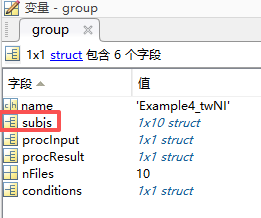 变量 - group
group
1x1 struct 包含 6 个字段
字段 值
name 'Example4_twNI'
subjs 1x10 struct
procInput 1x1 struct
procResult 1x1 struct
nFiles 10
conditions 1x1 struct